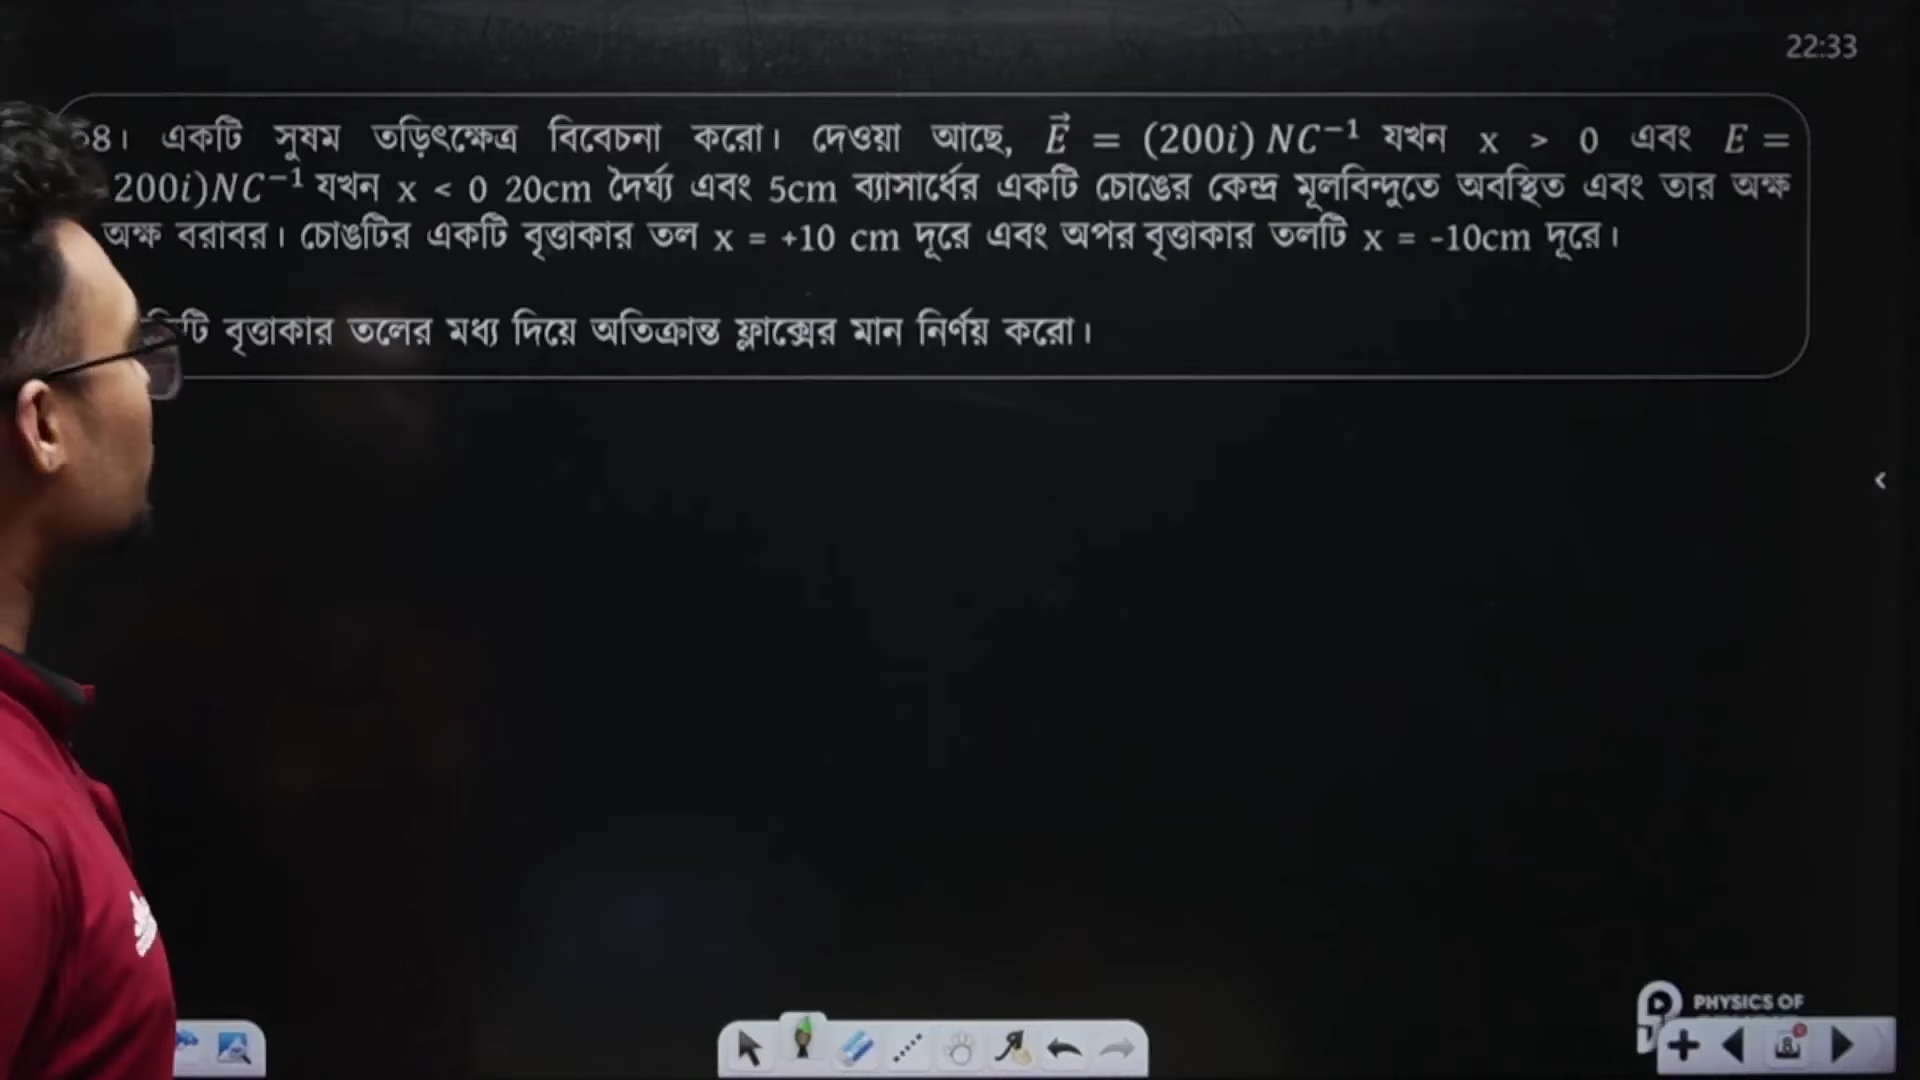 22:33
৪। একটি সুষম তড়িৎক্ষেত্র বিবেচনা করো। দেওয়া আছে, E⃗ = (200i) NC⁻¹ যখন x > 0 এবং E =
200i)NC⁻¹ যখন x < 0 20cm দৈর্ঘ্য এবং 5cm ব্যাসার্ধের একটি চোঙের কেন্দ্র মূলবিন্দুতে অবস্থিত এবং তার অক্ষ
অক্ষ বরাবর। চোঙটির একটি বৃত্তাকার তল x = +10 cm দূরে এবং অপর বৃত্তাকার তলটি x = -10cm দূরে।
টি বৃত্তাকার তলের মধ্য দিয়ে অতিক্রান্ত ফ্লাক্সের মান নির্ণয় করো।
PHYSICS OF